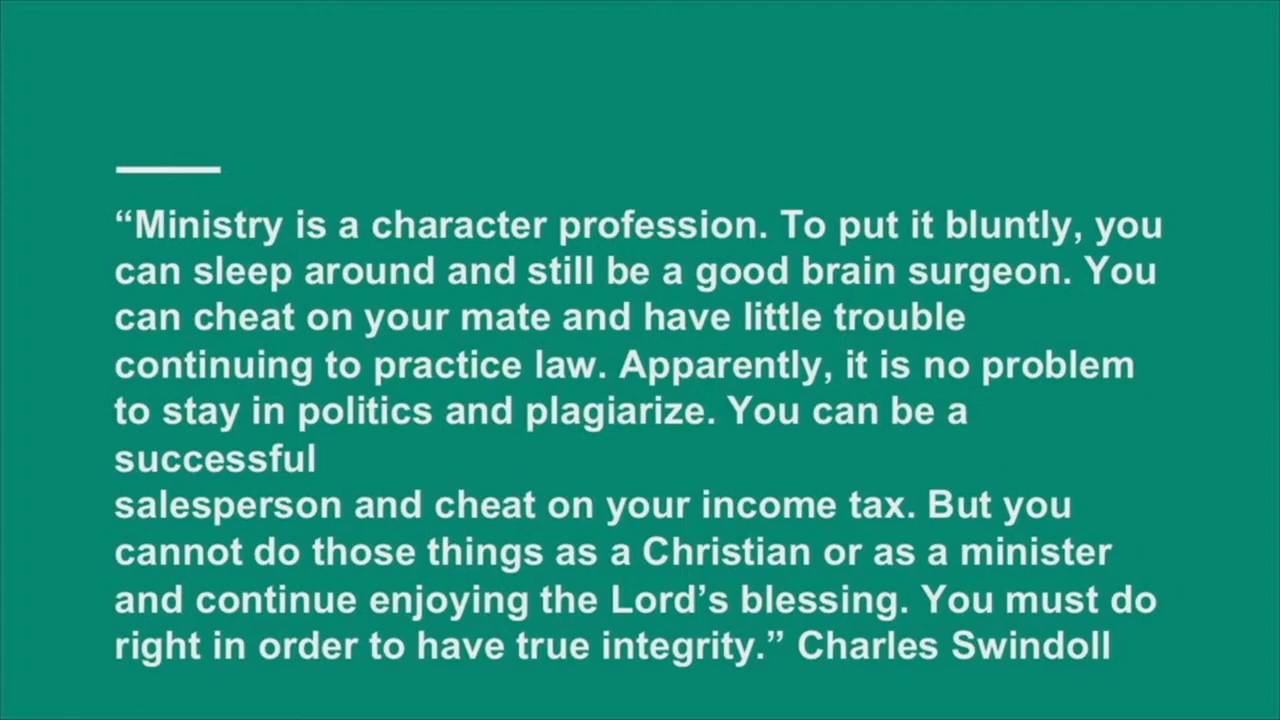 “Ministry is a character profession. To put it bluntly, you
can sleep around and still be a good brain surgeon. You
can cheat on your mate and have little trouble
continuing to practice law. Apparently, it is no problem
to stay in politics and plagiarize. You can be a
successful
salesperson and cheat on your income tax. But you
cannot do those things as a Christian or as a minister
and continue enjoying the Lord’s blessing. You must do
right in order to have true integrity.” Charles Swindoll